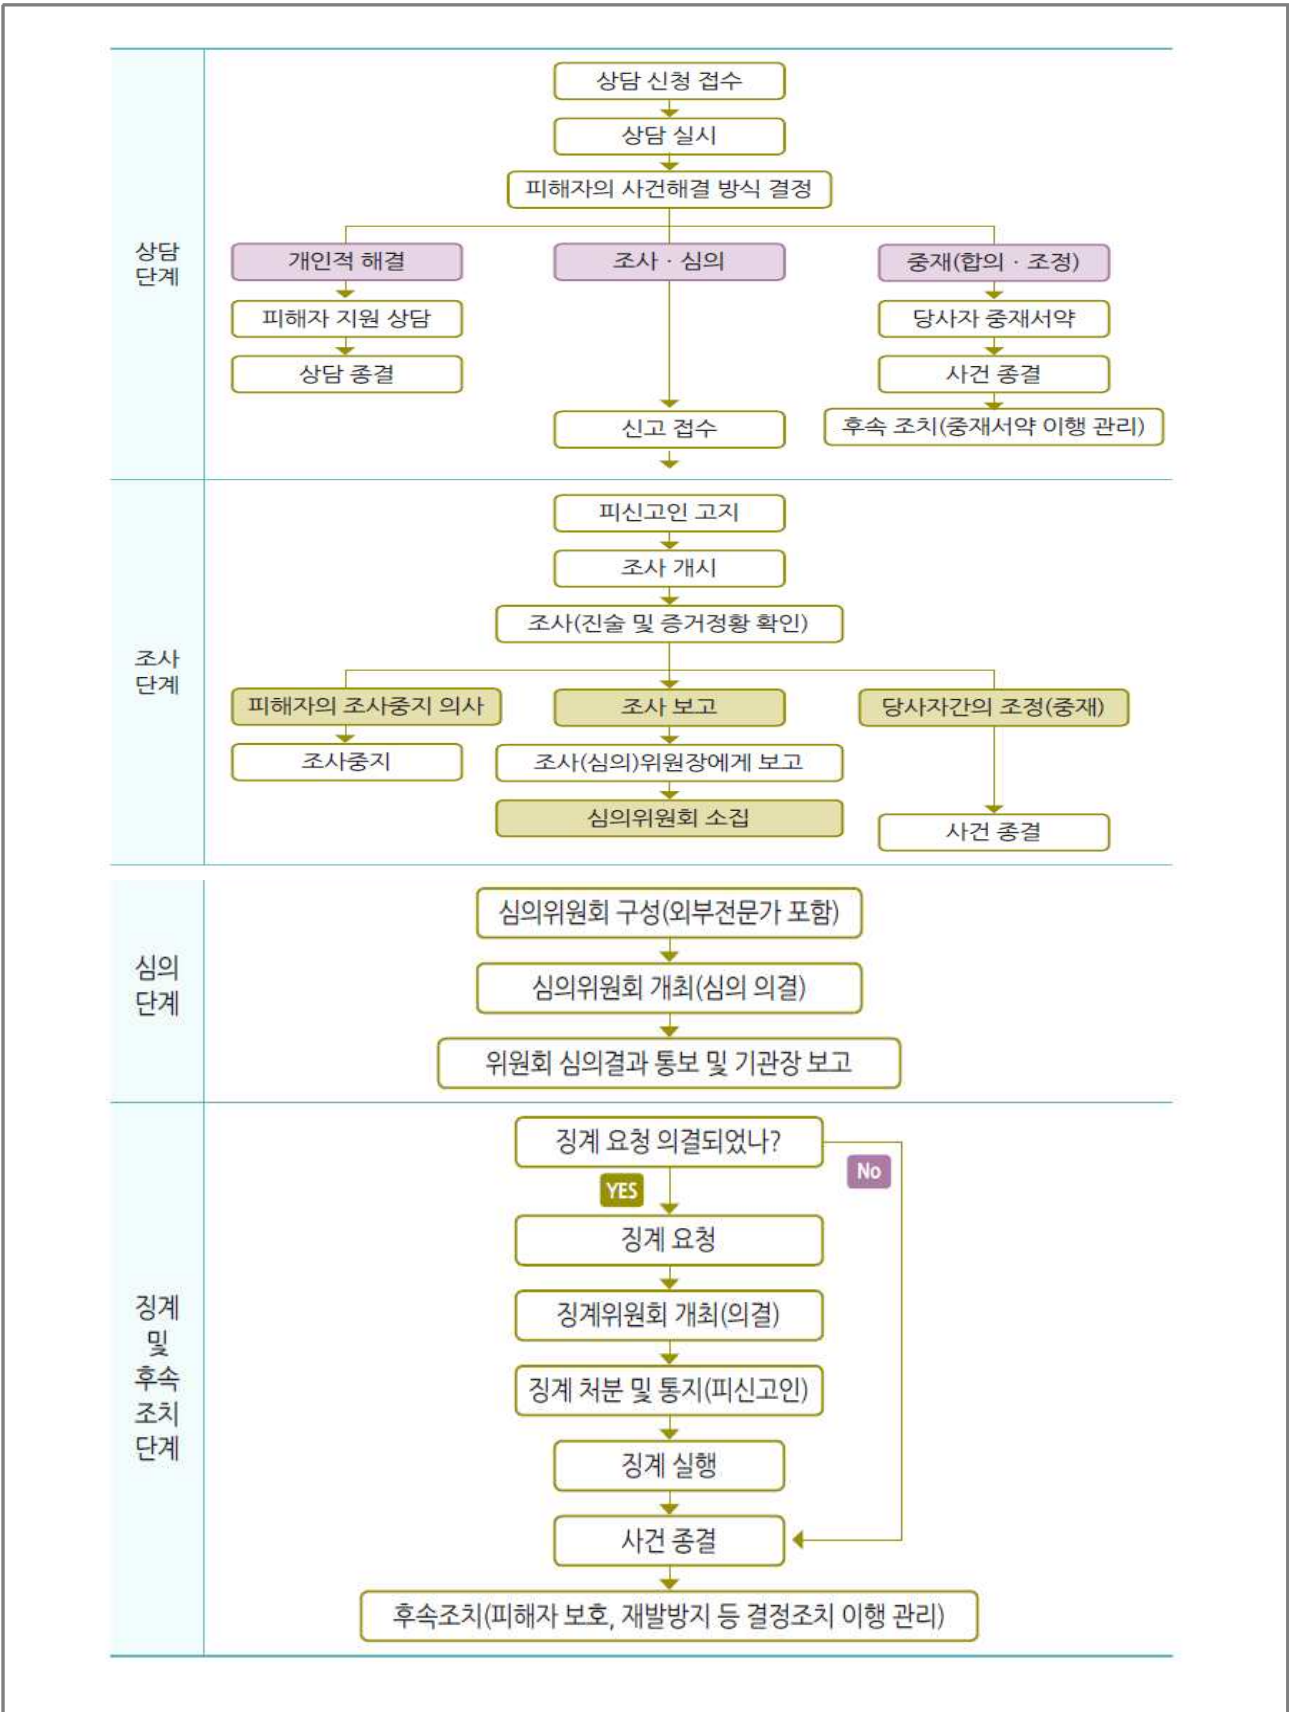 상담
단계
상담 신청 접수
상담 실시
피해자의 사건해결 방식 결정
개인적 해결
조사 · 심의
중재(합의 · 조정)
피해자 지원 상담
당사자 중재서약
상담 종결
사건 종결
신고 접수
후속 조치(중재서약 이행 관리)
조사
단계
피신고인 고지
조사 개시
조사(진술 및 증거정황 확인)
피해자의 조사중지 의사
조사 보고
당사자간의 조정(중재)
조사중지
조사(심의)위원장에게 보고
심의위원회 소집
사건 종결
심의
단계
심의위원회 구성(외부전문가 포함)
심의위원회 개최(심의 의결)
위원회 심의결과 통보 및 기관장 보고
징계
및
후속
조치
단계
징계 요청 의결되었나?
No
YES
징계 요청
징계위원회 개최(의결)
징계 처분 및 통지(피신고인)
징계 실행
사건 종결
후속조치(피해자 보호, 재발방지 등 결정조치 이행 관리)